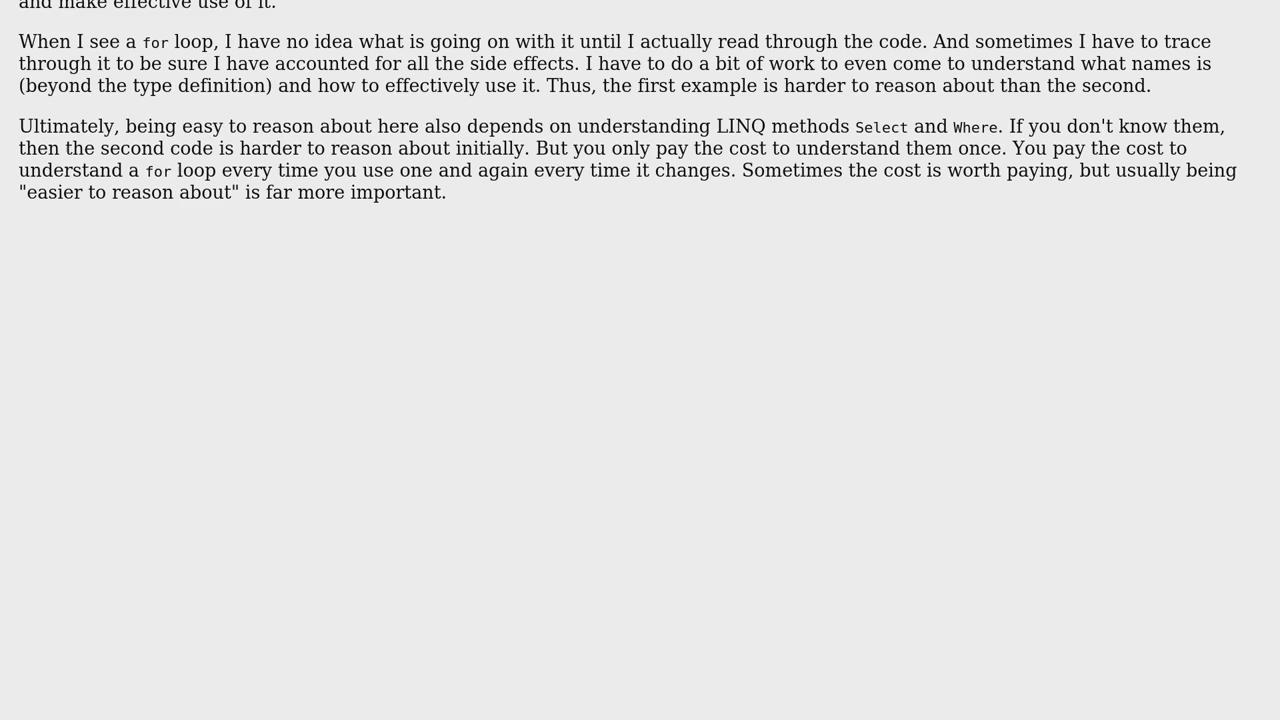 and make effective use of it.
When I see a for loop, I have no idea what is going on with it until I actually read through the code. And sometimes I have to trace
through it to be sure I have accounted for all the side effects. I have to do a bit of work to even come to understand what names is
(beyond the type definition) and how to effectively use it. Thus, the first example is harder to reason about than the second.
Ultimately, being easy to reason about here also depends on understanding LINQ methods Select and Where. If you don't know them,
then the second code is harder to reason about initially. But you only pay the cost to understand them once. You pay the cost to
understand a for loop every time you use one and again every time it changes. Sometimes the cost is worth paying, but usually being
"easier to reason about" is far more important.